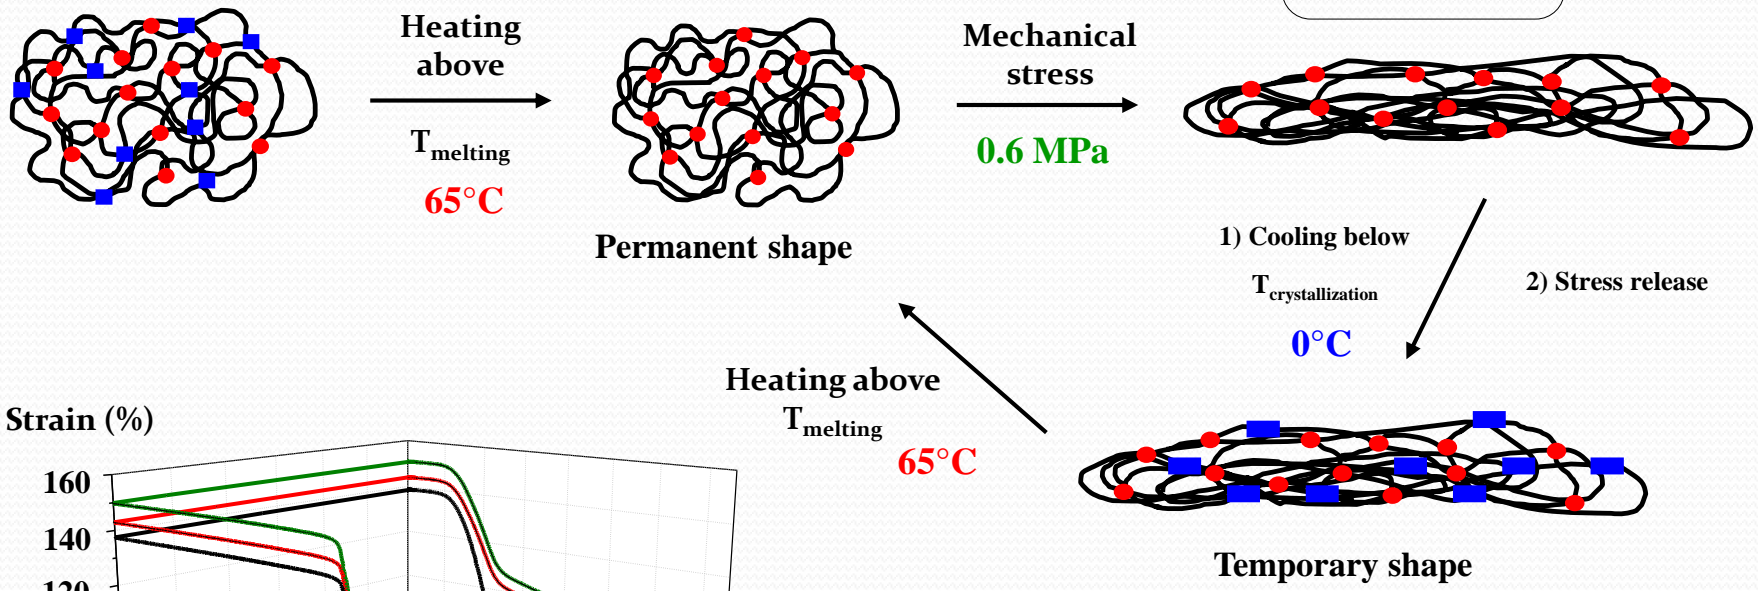 Heating
above
T melting
65°C
Mechanical
stress
0.6 MPa
Permanent shape
1) Cooling below
T crystallization
0°C
2) Stress release
Heating above
T melting
65°C
Temporary shape
Strain (%)
160
140
120